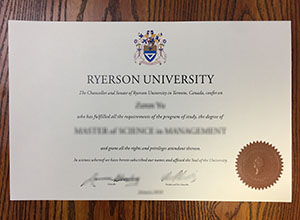 RYERSON UNIVERSITY
The Chancellor and Senate of Ryerson University in Toronto, Canada, confer on
who has fulfilled all the requirements of the program of study, the degree of
MASTER of SCIENCE in MANAGEMENT
and grant all the rights and privileges attendant thereon.
In witness whereof we have hereto subscribed our names and affixed the Seal of the University.